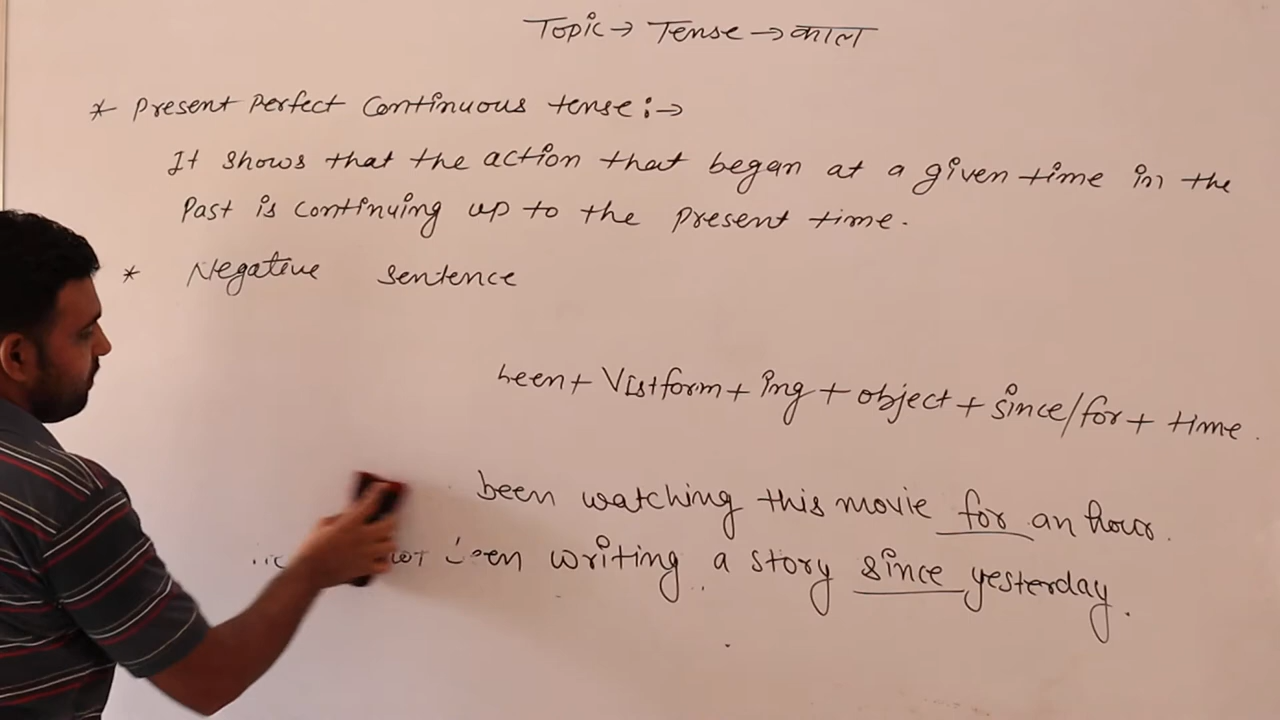 Topic → Tense → काल
* Present Perfect Continuous tense :→
It shows that the action that began at a given time in the
Past is continuing up to the present time.
* Negative sentence
been + V1st form + ing + object + since/for + time.
been watching this movie for an hour.
writing a story since yesterday.